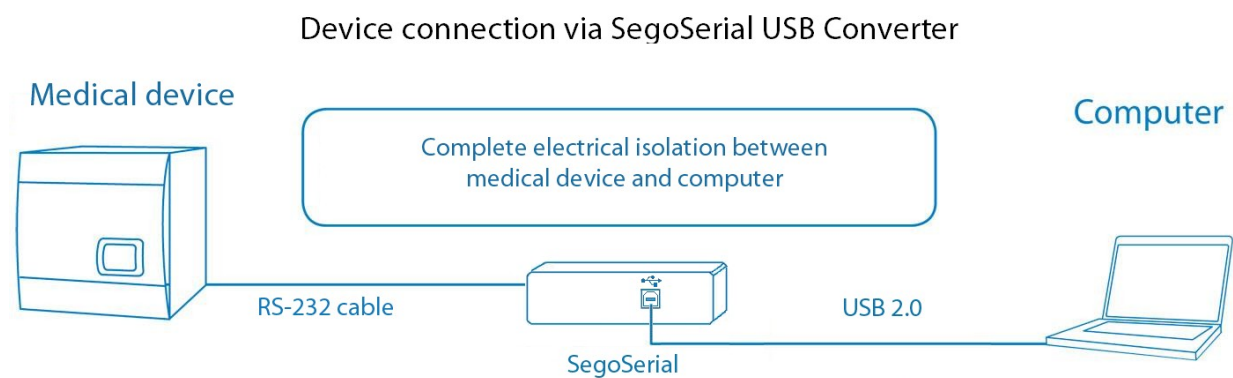 Device connection via SegoSerial USB Converter
Medical device
Computer
Complete electrical isolation between
medical device and computer
RS-232 cable
USB 2.0
SegoSerial